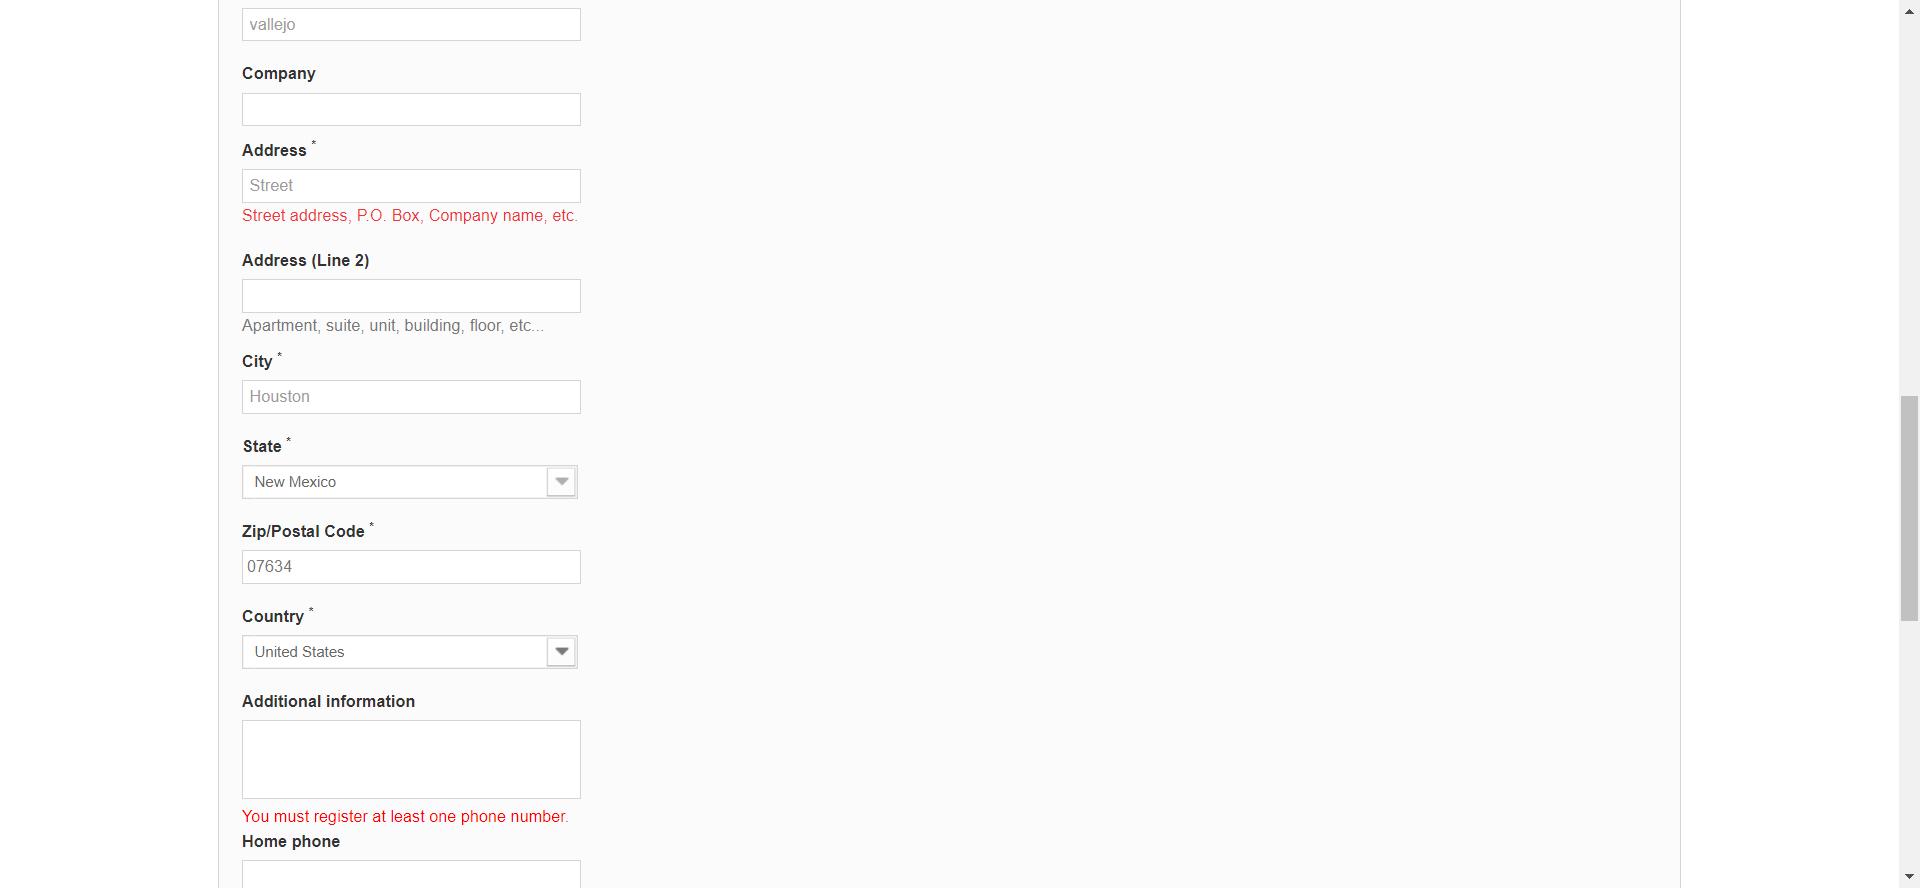 vallejo
Company
Address *
Street
Street address, P.O. Box, Company name, etc.
Address (Line 2)
Apartment, suite, unit, building, floor, etc...
City *
Houston
State *
New Mexico
Zip/Postal Code *
07634
Country *
United States
Additional information
You must register at least one phone number.
Home phone